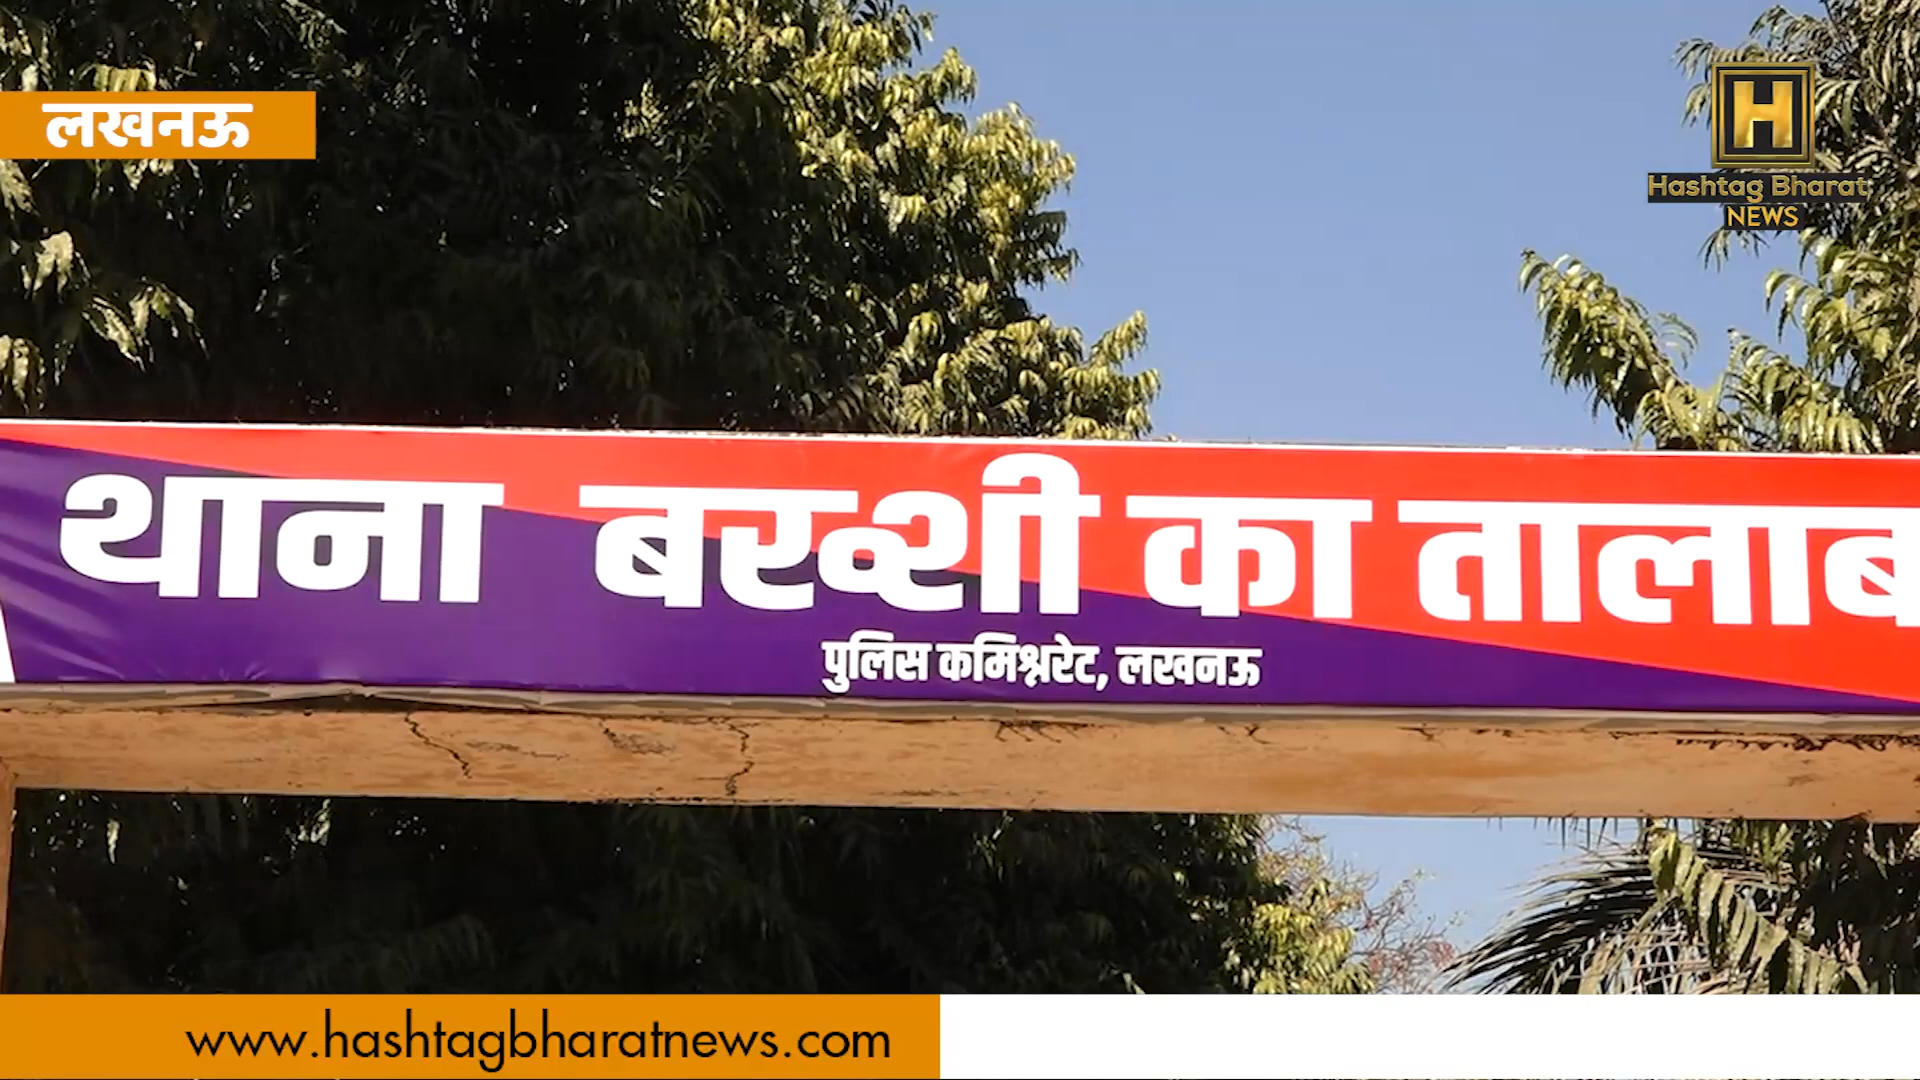 लखनऊ
H
Hashtag Bharat
NEWS
थाना बख्शी का तालाब
पुलिस कमिश्नरेट, लखनऊ
www.hashtagbharatnews.com